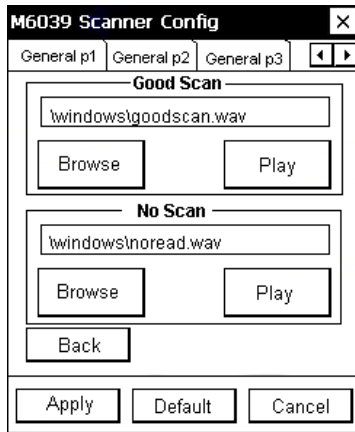 M6039 Scanner Config
General p1 General p2 General p3
Good Scan
\windows\goodscan.wav
Browse Play
No Scan
\windows\noread.wav
Browse Play
Back
Apply Default Cancel